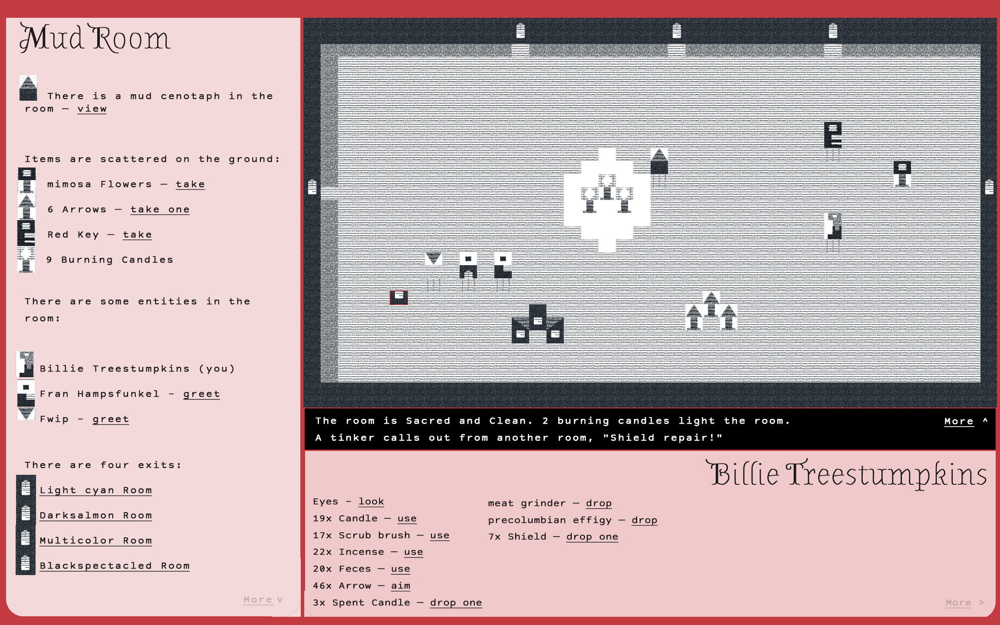 Mud Room
There is a mud cenotaph in the
room — view
Items are scattered on the ground:
mimosa Flowers — take
6 Arrows — take one
Red Key — take
9 Burning Candles
There are some entities in the
room:
Billie Treestumpkins (you)
Fran Hampsfunkel - greet
Fwip - greet
There are four exits:
Light cyan Room
Darksalmon Room
Multicolor Room
Blackspectacled Room
More v
The room is Sacred and Clean. 2 burning candles light the room.
More ^
A tinker calls out from another room, "Shield repair!"
Billie Treestumpkins
Eyes - look
19x Candle — use
17x Scrub brush — use
22x Incense — use
20x Feces — use
46x Arrow — aim
3x Spent Candle — drop one
meat grinder — drop
precolumbian effigy — drop
7x Shield — drop one
More >